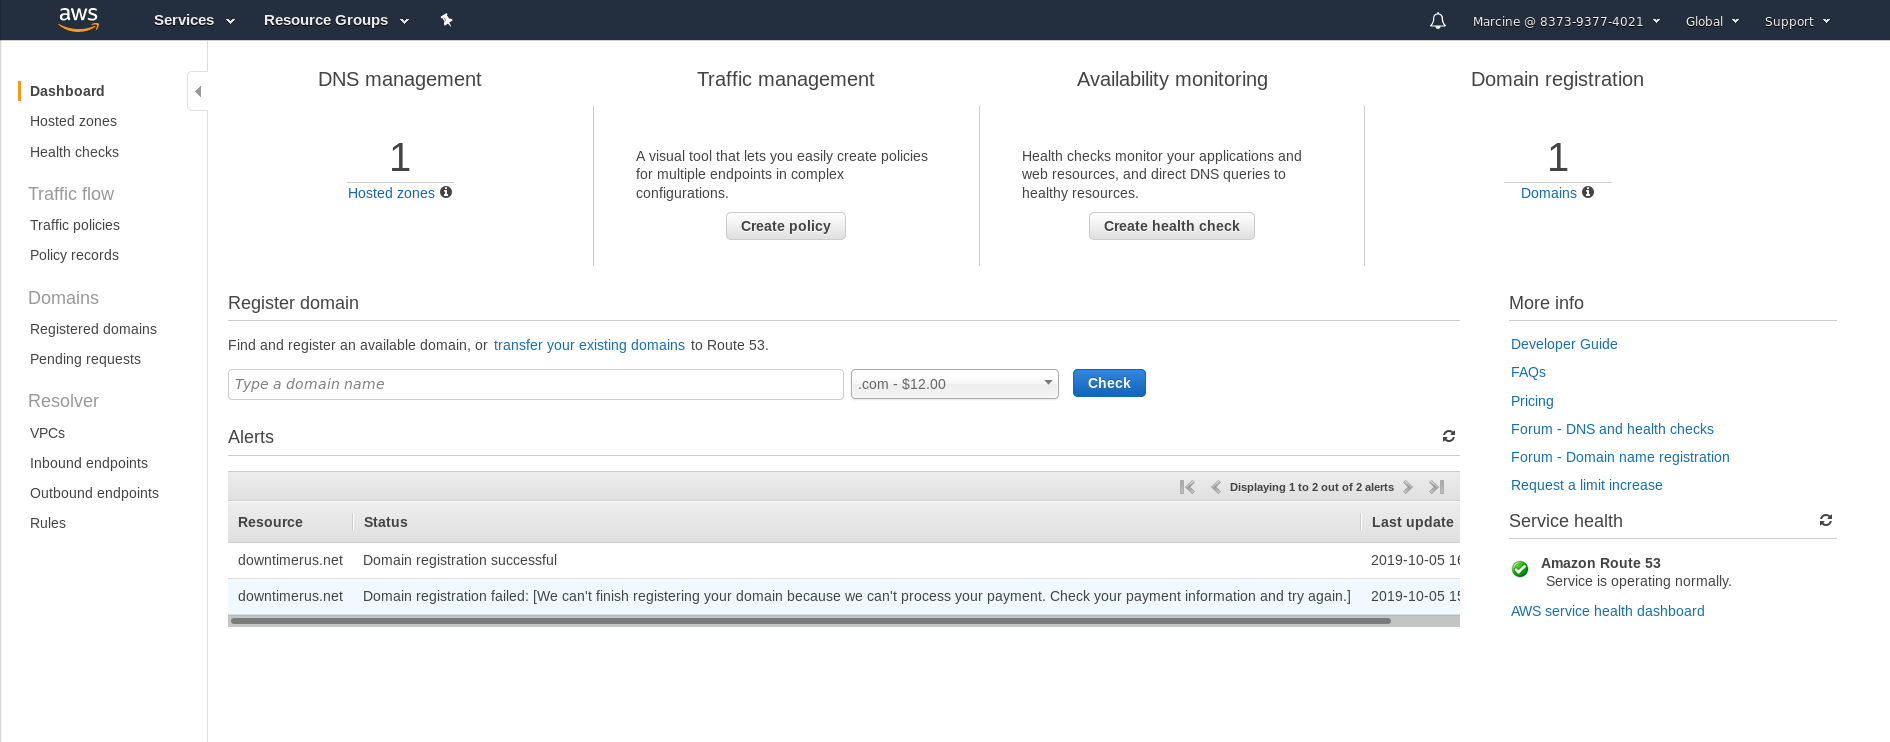 aws
Services
Resource Groups
Marcine @ 8373-9377-4021
Global
Support
Dashboard
Hosted zones
Health checks
Traffic flow
Traffic policies
Policy records
Domains
Registered domains
Pending requests
Resolver
VPCs
Inbound endpoints
Outbound endpoints
Rules
DNS management
1
Hosted zones
Traffic management
A visual tool that lets you easily create policies
for multiple endpoints in complex
configurations.
Create policy
Availability monitoring
Health checks monitor your applications and
web resources, and direct DNS queries to
healthy resources.
Create health check
Domain registration
1
Domains
Register domain
Find and register an available domain, or transfer your existing domains to Route 53.
Type a domain name
.com - $12.00
Check
Alerts
Displaying 1 to 2 out of 2 alerts
Resource Status Last update
downtimerus.net Domain registration successful 2019-10-05 16
downtimerus.net Domain registration failed: [We can't finish registering your domain because we can't process your payment. Check your payment information and try again.] 2019-10-05 15
More info
Developer Guide
FAQs
Pricing
Forum - DNS and health checks
Forum - Domain name registration
Request a limit increase
Service health
Amazon Route 53
Service is operating normally.
AWS service health dashboard